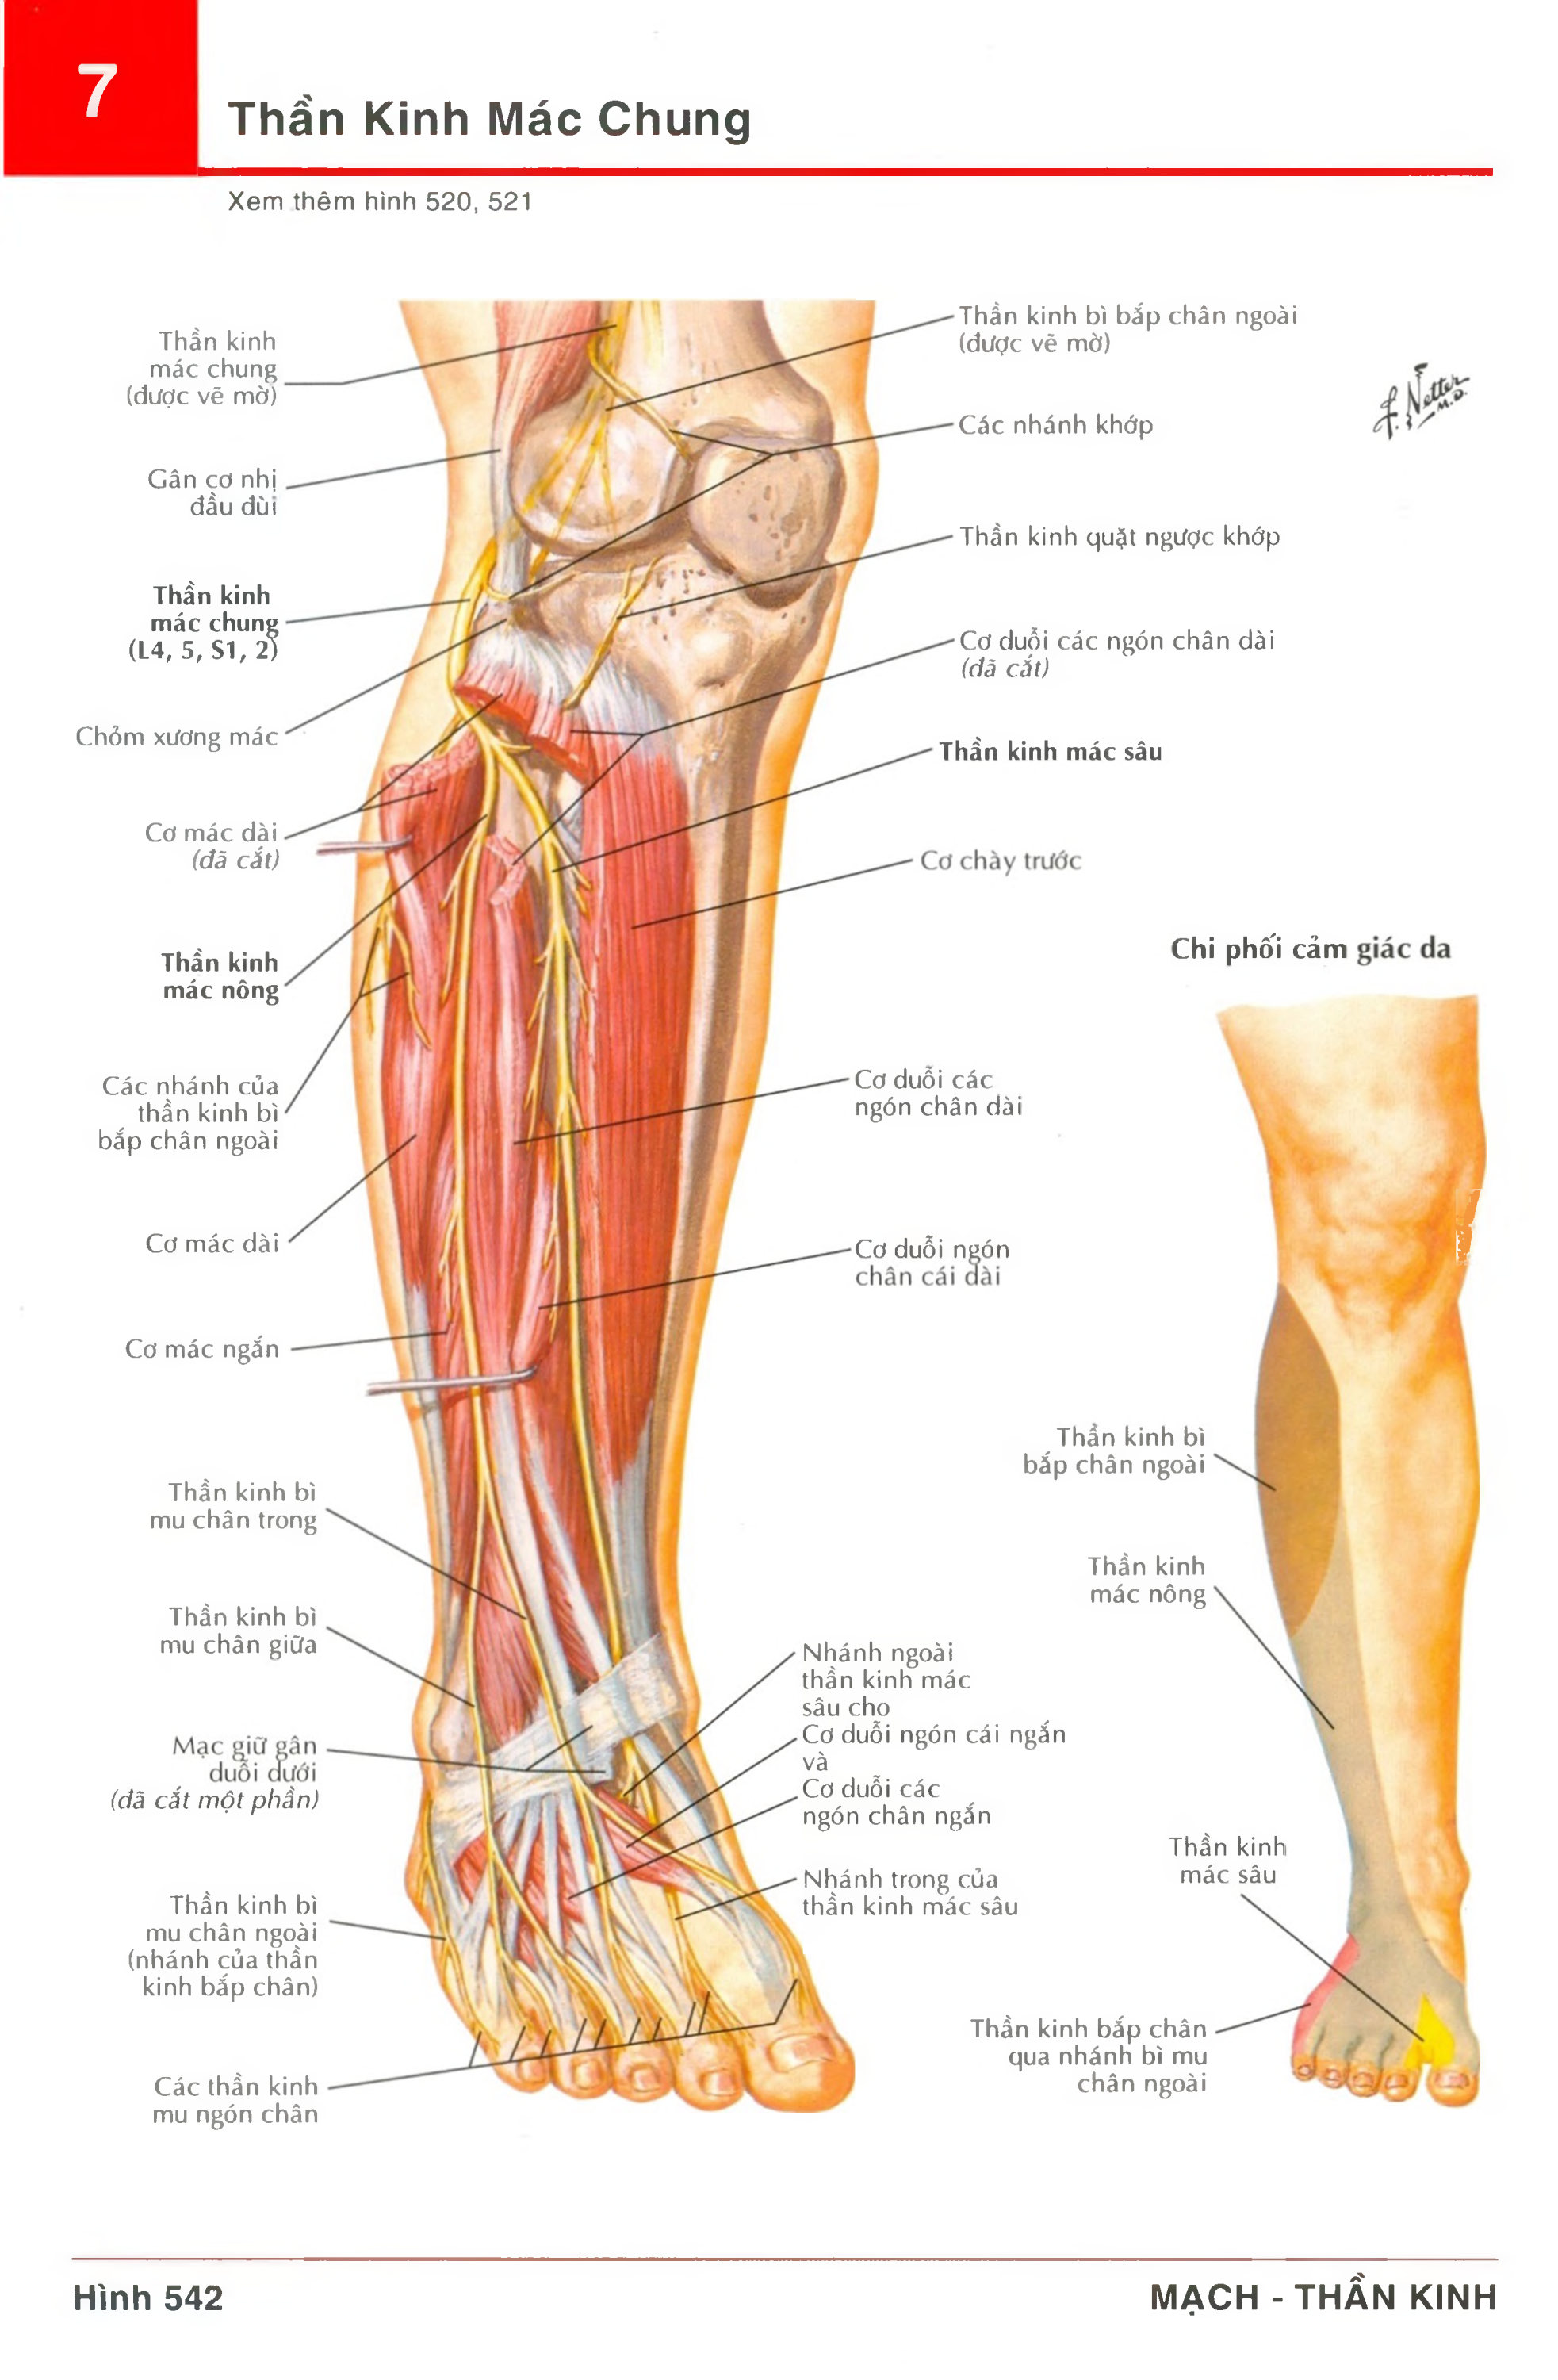 7
Thần Kinh Mác Chung
Xem thêm hình 520, 521
Thần kinh
mác chung
(được vẽ mờ)
Gân cơ nhị
đầu đùi
Thần kinh
mác chung
(L4, 5, S1, 2)
Chỏm xương mác
Cơ mác dài
(đã cắt)
Thần kinh
mác nông
Các nhánh của
thần kinh bì
bắp chân ngoài
Cơ mác dài
Cơ mác ngắn
Thần kinh bì
mu chân trong
Thần kinh bì
mu chân giữa
Mạc giữ gân
duỗi dưới
(đã cắt một phần)
Thần kinh bì
mu chân ngoài
(nhánh của thần
kinh bắp chân)
Các thần kinh
mu ngón chân
Thần kinh bì bắp chân ngoài
(được vẽ mờ)
Các nhánh khớp
Thần kinh quặt ngược khớp
Cơ duỗi các ngón chân dài
(đã cắt)
Thần kinh mác sâu
Cơ chày trước
Cơ duỗi các
ngón chân dài
Cơ duỗi ngón
chân cái dài
Nhánh ngoài
thần kinh mác
sâu cho
Cơ duỗi ngón cái ngắn
và
Cơ duỗi các
ngón chân ngắn
Nhánh trong của
thần kinh mác sâu
F. Netter
M.D.
Chi phối cảm giác da
Thần kinh bì
bắp chân ngoài
Thần kinh
mác nông
Thần kinh
mác sâu
Thần kinh bắp chân
qua nhánh bì mu
chân ngoài
Hình 542
MẠCH - THẦN KINH